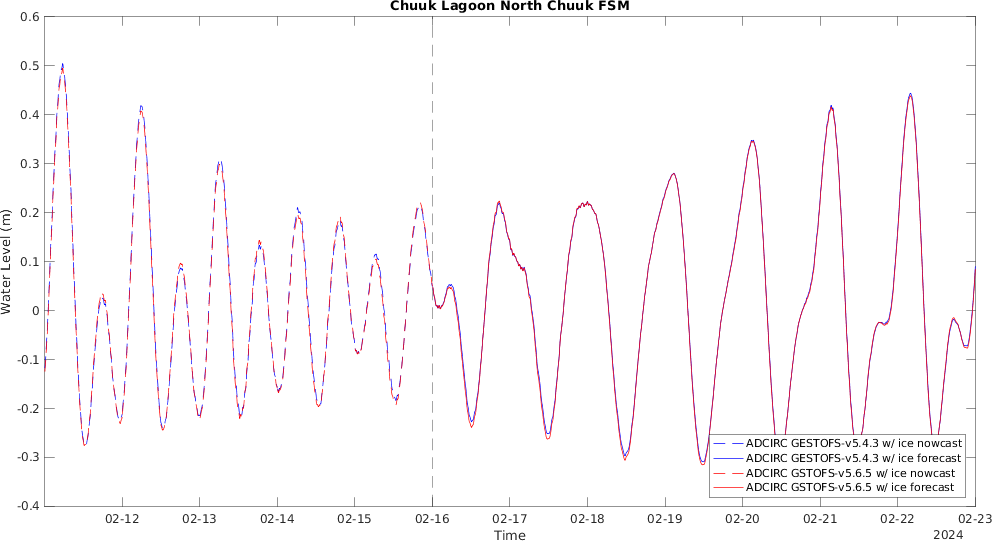 Chuuk Lagoon North Chuuk FSM
0.6
0.5
0.4
0.3
0.2
0.1
0
-0.1
-0.2
-0.3
-0.4
Water Level (m)
ADCIRC GESTOFS-v5.4.3 w/ ice nowcast
ADCIRC GESTOFS-v5.4.3 w/ ice forecast
ADCIRC GSTOFS-v5.6.5 w/ ice nowcast
ADCIRC GSTOFS-v5.6.5 w/ ice forecast
02-12 02-13 02-14 02-15 02-16 02-17 02-18 02-19 02-20 02-21 02-22 02-23
Time
2024